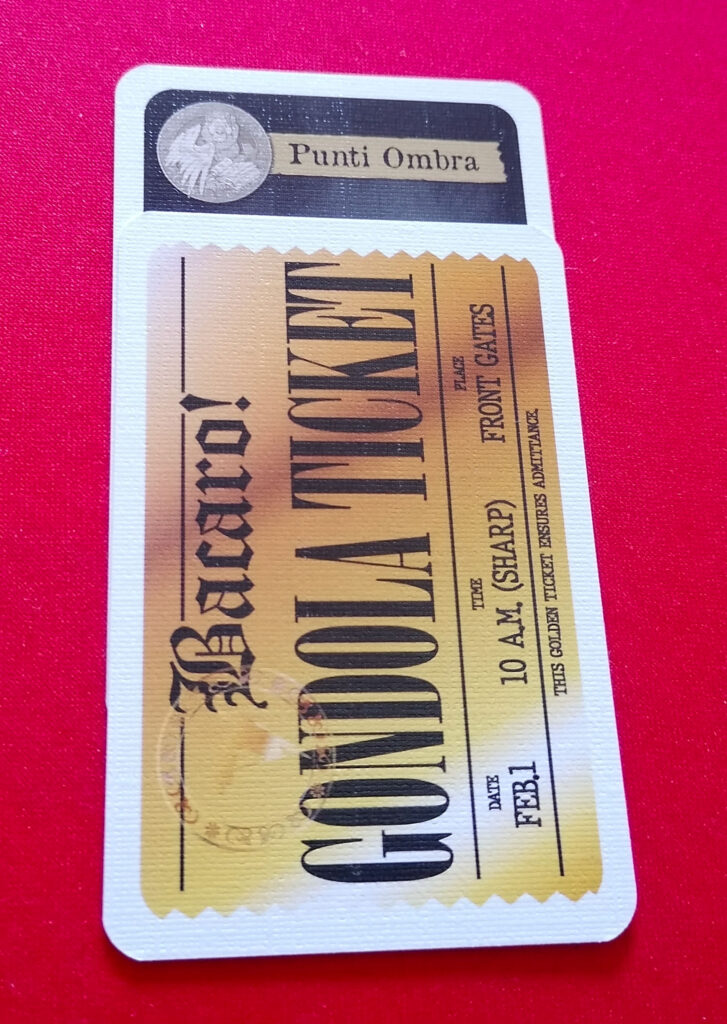 Punti Ombra
Bacaro!
GONDOLA TICKET
DATE TIME PLACE
FEB.1 10 A.M. (SHARP) FRONT GATES
THIS GOLDEN TICKET ENSURES ADMITTANCE